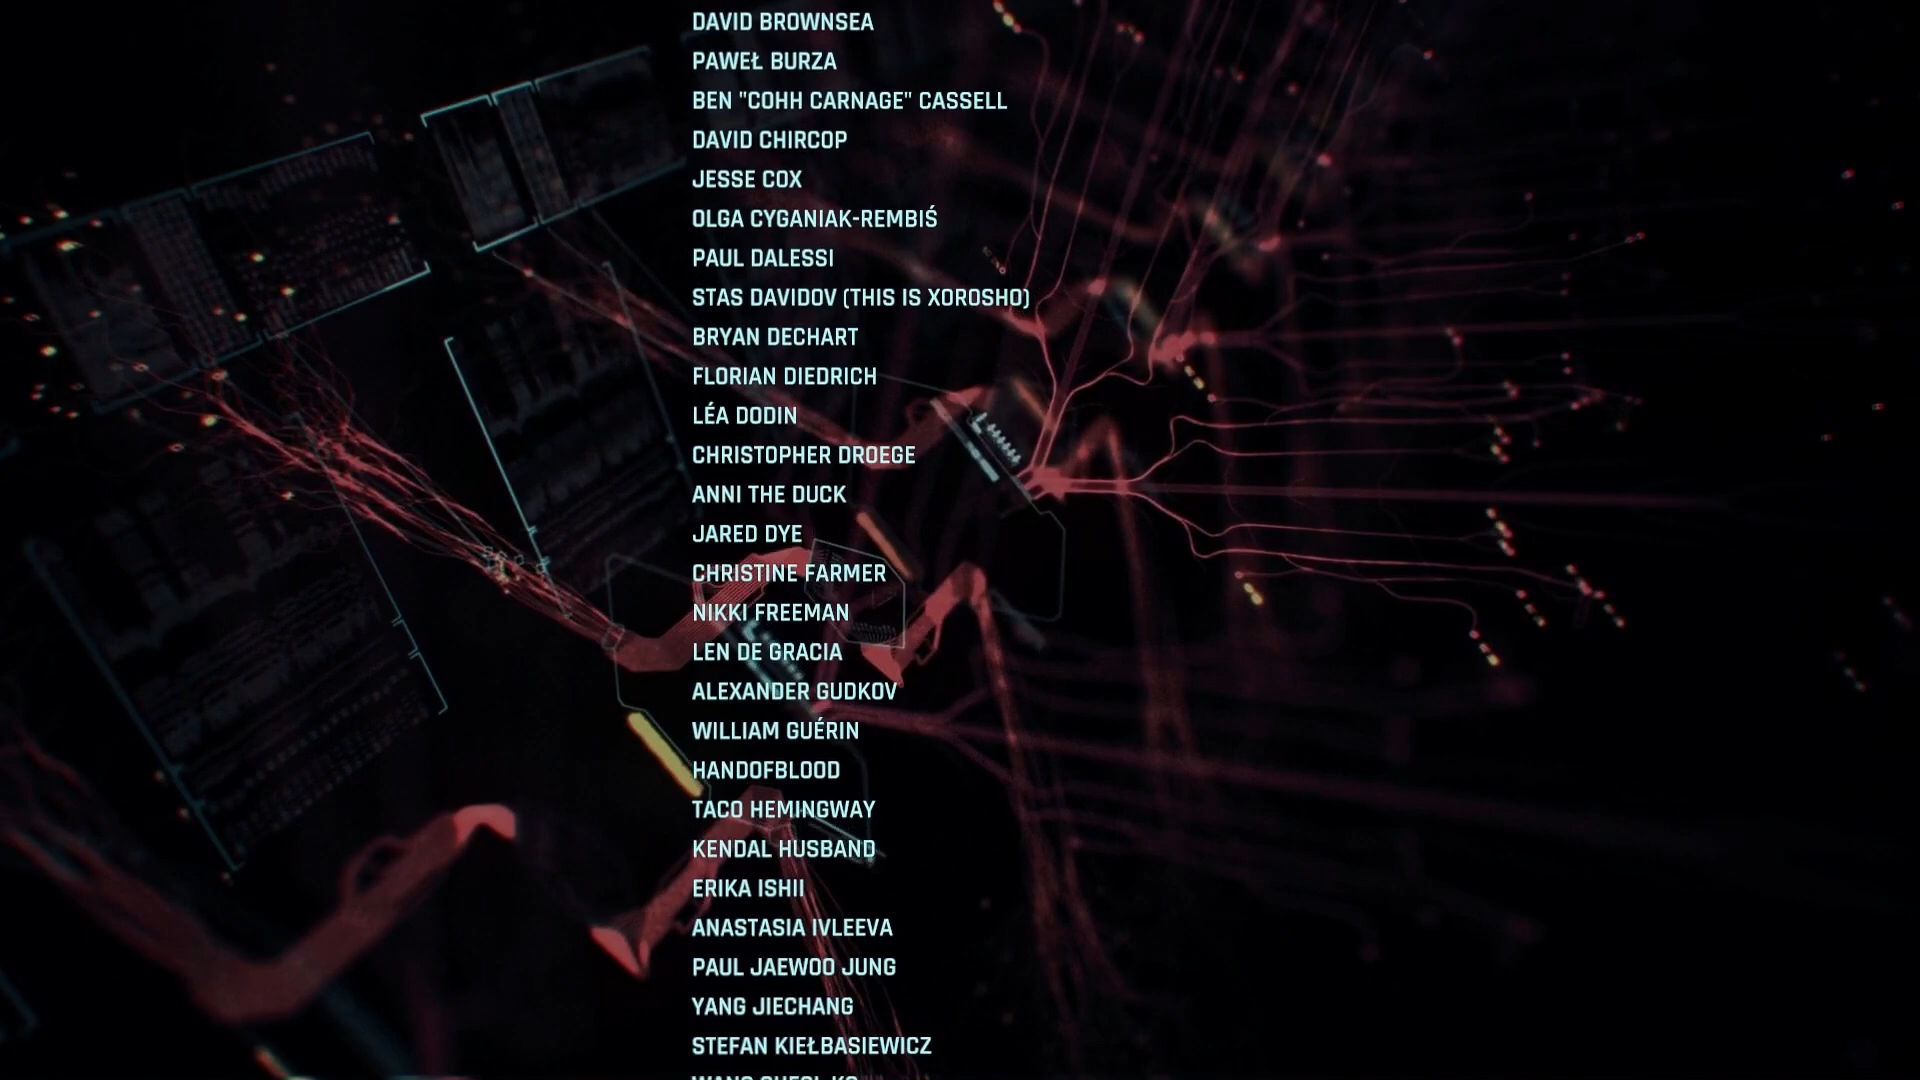 DAVID BROWNSEA
PAWEŁ BURZA
BEN "COHH CARNAGE" CASSELL
DAVID CHIRCOP
JESSE COX
OLGA CYGANIAK-REMBIŚ
PAUL DALESSI
STAS DAVIDOV (THIS IS XOROSHO)
BRYAN DECHART
FLORIAN DIEDRICH
LÉA DODIN
CHRISTOPHER DROEGE
ANNI THE DUCK
JARED DYE
CHRISTINE FARMER
NIKKI FREEMAN
LEN DE GRACIA
ALEXANDER GUDKOV
WILLIAM GUÉRIN
HANDOFBLOOD
TACO HEMINGWAY
KENDAL HUSBAND
ERIKA ISHII
ANASTASIA IVLEEVA
PAUL JAEWOO JUNG
YANG JIECHANG
STEFAN KIEŁBASIEWICZ